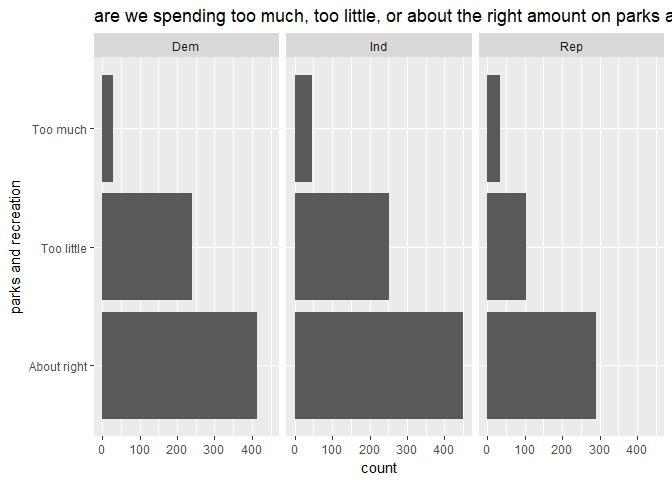 are we spending too much, too little, or about the right amount on parks a
Dem Ind Rep
Too much
Too little
About right
parks and recreation
0 100 200 300 400 0 100 200 300 400 0 100 200 300 400
count